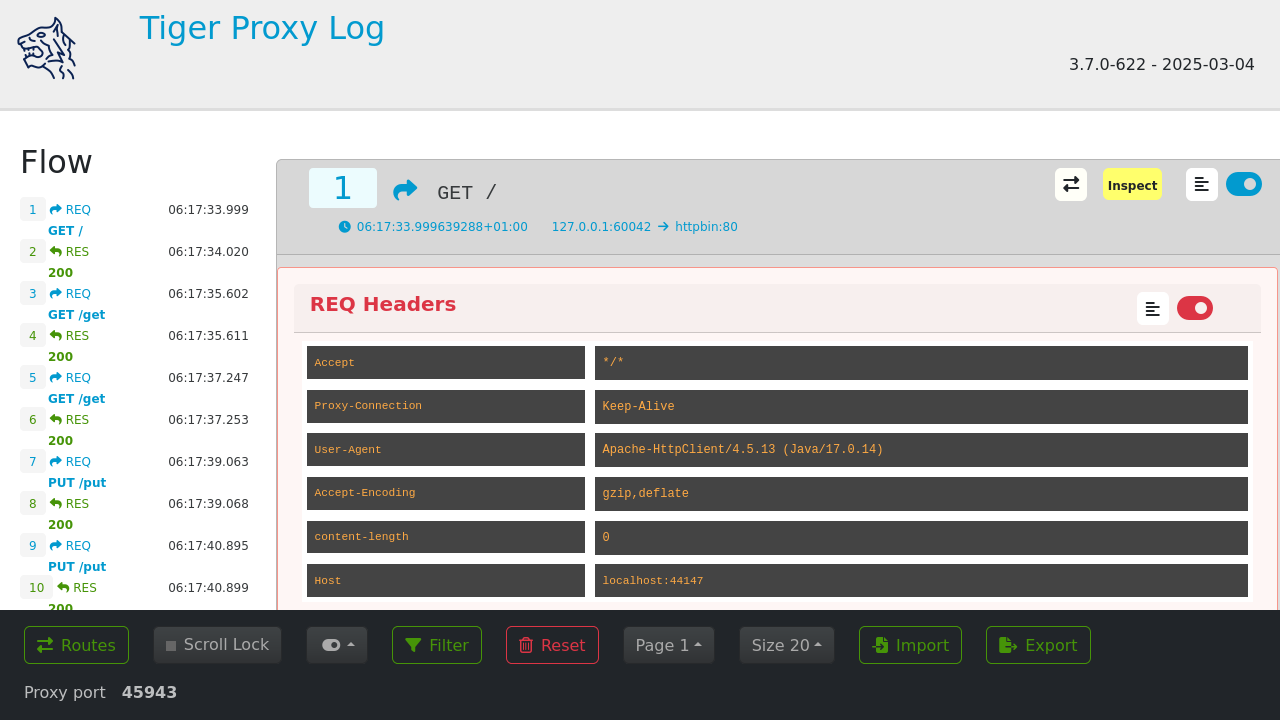 Tiger Proxy Log
3.7.0-622 - 2025-03-04
Flow
1 REQ 06:17:33.999
GET /
2 RES 06:17:34.020
200
3 REQ 06:17:35.602
GET /get
4 RES 06:17:35.611
200
5 REQ 06:17:37.247
GET /get
6 RES 06:17:37.253
200
7 REQ 06:17:39.063
PUT /put
8 RES 06:17:39.068
200
9 REQ 06:17:40.895
PUT /put
10 RES 06:17:40.899
200
1 GET / Inspect
06:17:33.999639288+01:00 127.0.0.1:60042 → httpbin:80
REQ Headers
Accept */*
Proxy-Connection Keep-Alive
User-Agent Apache-HttpClient/4.5.13 (Java/17.0.14)
Accept-Encoding gzip,deflate
content-length 0
Host localhost:44147
Routes Scroll Lock Filter Reset Page 1 Size 20 Import Export
Proxy port 45943